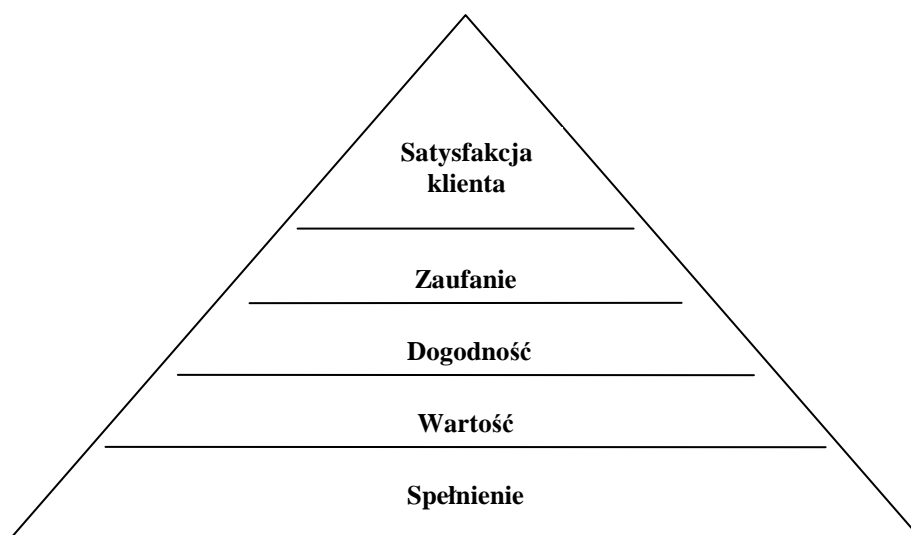 Satysfakcja
klienta
Zaufanie
Dogodność
Wartość
Spełnienie